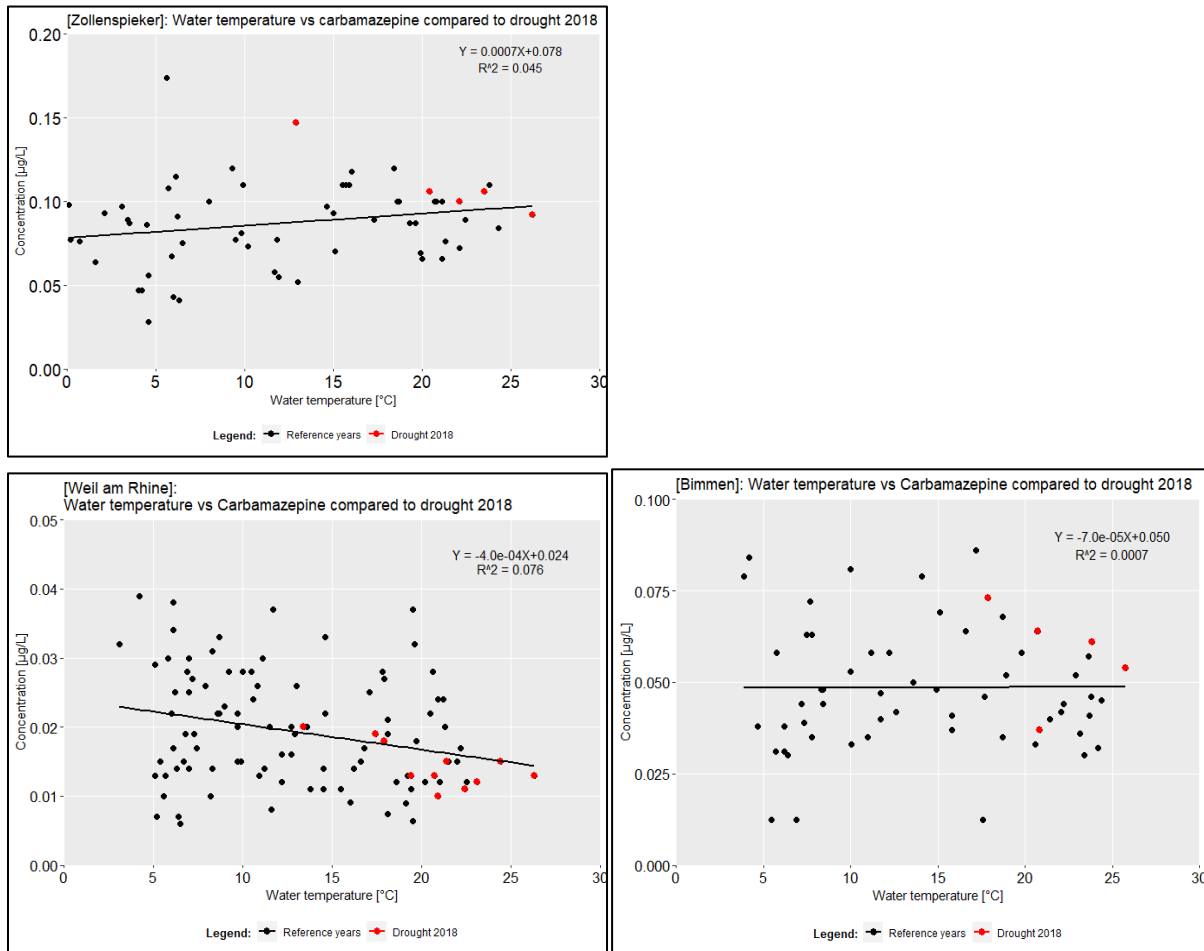 [Zollenspieker]: Water temperature vs carbamazepine compared to drought 2018
Y = 0.0007X+0.078
R^2 = 0.045
Concentration [µg/L]
0.20
0.15
0.10
0.05
0.00
0 5 10 15 20 25 30
Water temperature [°C]
Legend: Reference years Drought 2018
[Weil am Rhine]:
Water temperature vs Carbamazepine compared to drought 2018
Y = -4.0e-04X+0.024
R^2 = 0.076
Concentration [µg/L]
0.05
0.04
0.03
0.02
0.01
0.00
0 5 10 15 20 25 30
Water temperature [°C]
Legend: Reference years Drought 2018
[Bimmen]: Water temperature vs Carbamazepine compared to drought 2018
Y = -7.0e-05X+0.050
R^2 = 0.0007
Concentration [µg/L]
0.100
0.075
0.050
0.025
0.000
0 5 10 15 20 25 30
Water temperature [°C]
Legend: Reference years Drought 2018